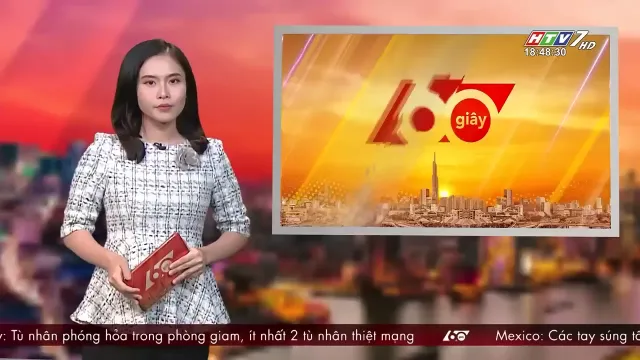 HTV7 HD
18:48:30
60 giây
60
y: Tù nhân phóng hỏa trong phòng giam, ít nhất 2 tù nhân thiệt mạng 60 Mexico: Các tay súng tấ